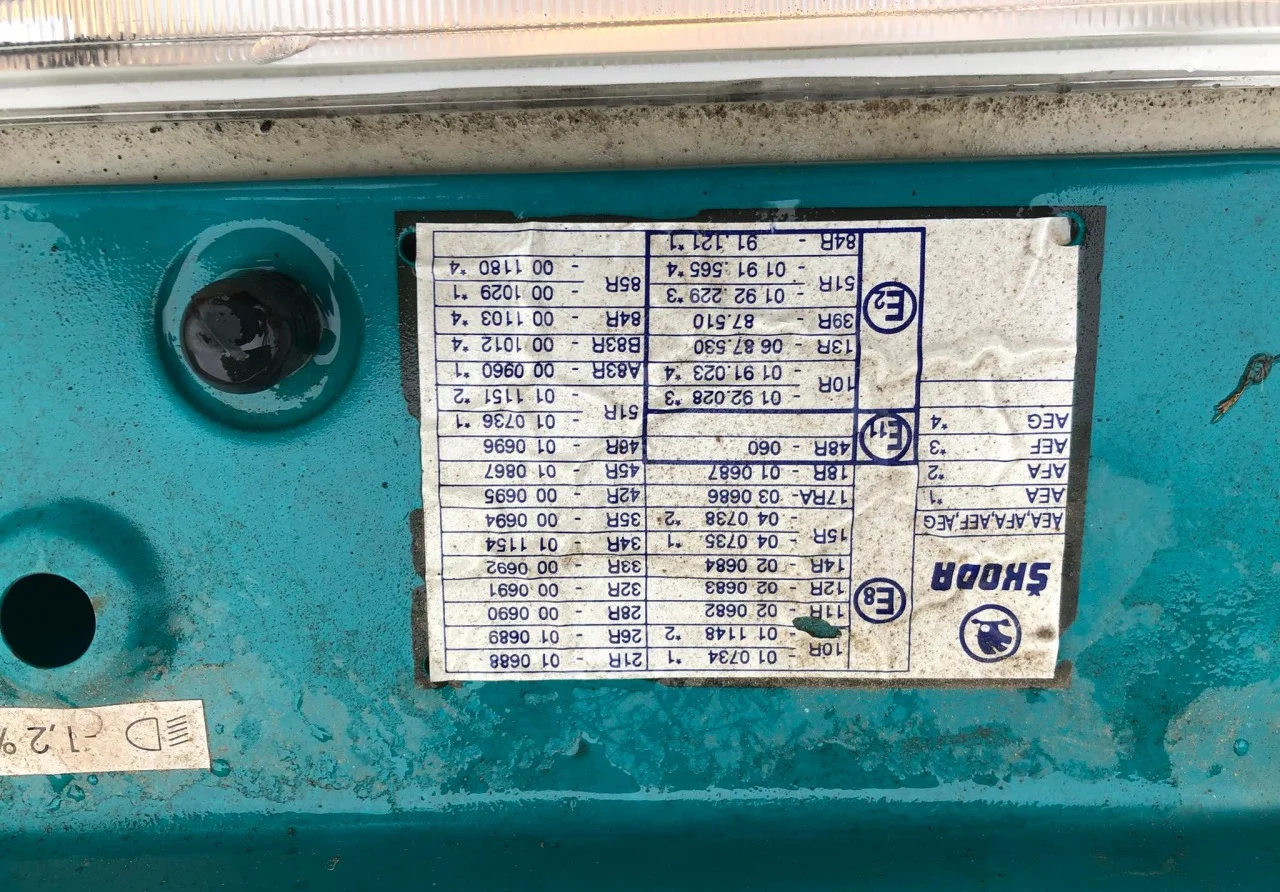 ŠKODA
AEA,AFA,AEF,AEG
AEA *1
AFA *2
AEF *3
AEG *4
E8
10R - 01 0734 *1
- 01 1148 *2
11R - 02 0682
12R - 02 0683
14R - 02 0684
15R - 04 0735 *1
- 04 0738 *2
17RA- 03 0686
18R - 01 0687
E11
48R - 060
E2
10R - 01 92.028 *3
- 01 91.023 *4
13R - 06 87.530
39R - 87.510
51R - 01 92.229 *3
- 01 91.565 *4
84R - 91.121 *1
21R - 01 0688
26R - 01 0689
28R - 00 0690
32R - 00 0691
33R - 00 0692
34R - 01 1154
35R - 00 0694
42R - 00 0695
45R - 01 0867
48R - 01 0696
51R - 01 0736 *1
- 01 1151 *2
A83R - 00 0960 *1
B83R - 00 1012 *4
84R - 00 1103 *4
85R - 00 1029 *1
- 00 1180 *4
1,2 %